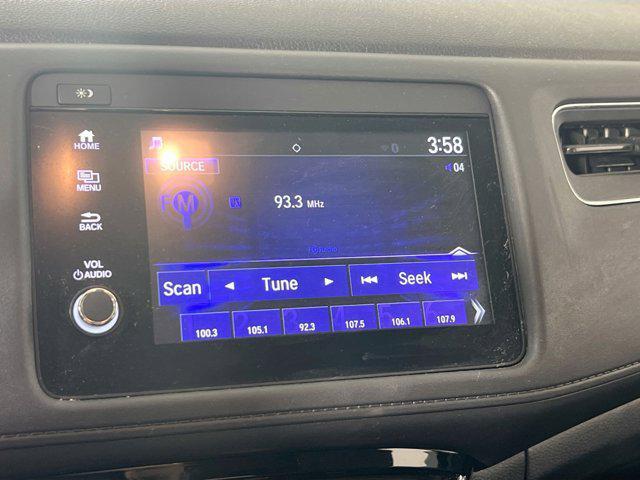 HOME
MENU
BACK
VOL
AUDIO
3:58
SOURCE
04
FM
93.3 MHz
Scan Tune Seek
100.3 105.1 92.3 107.5 106.1 107.9